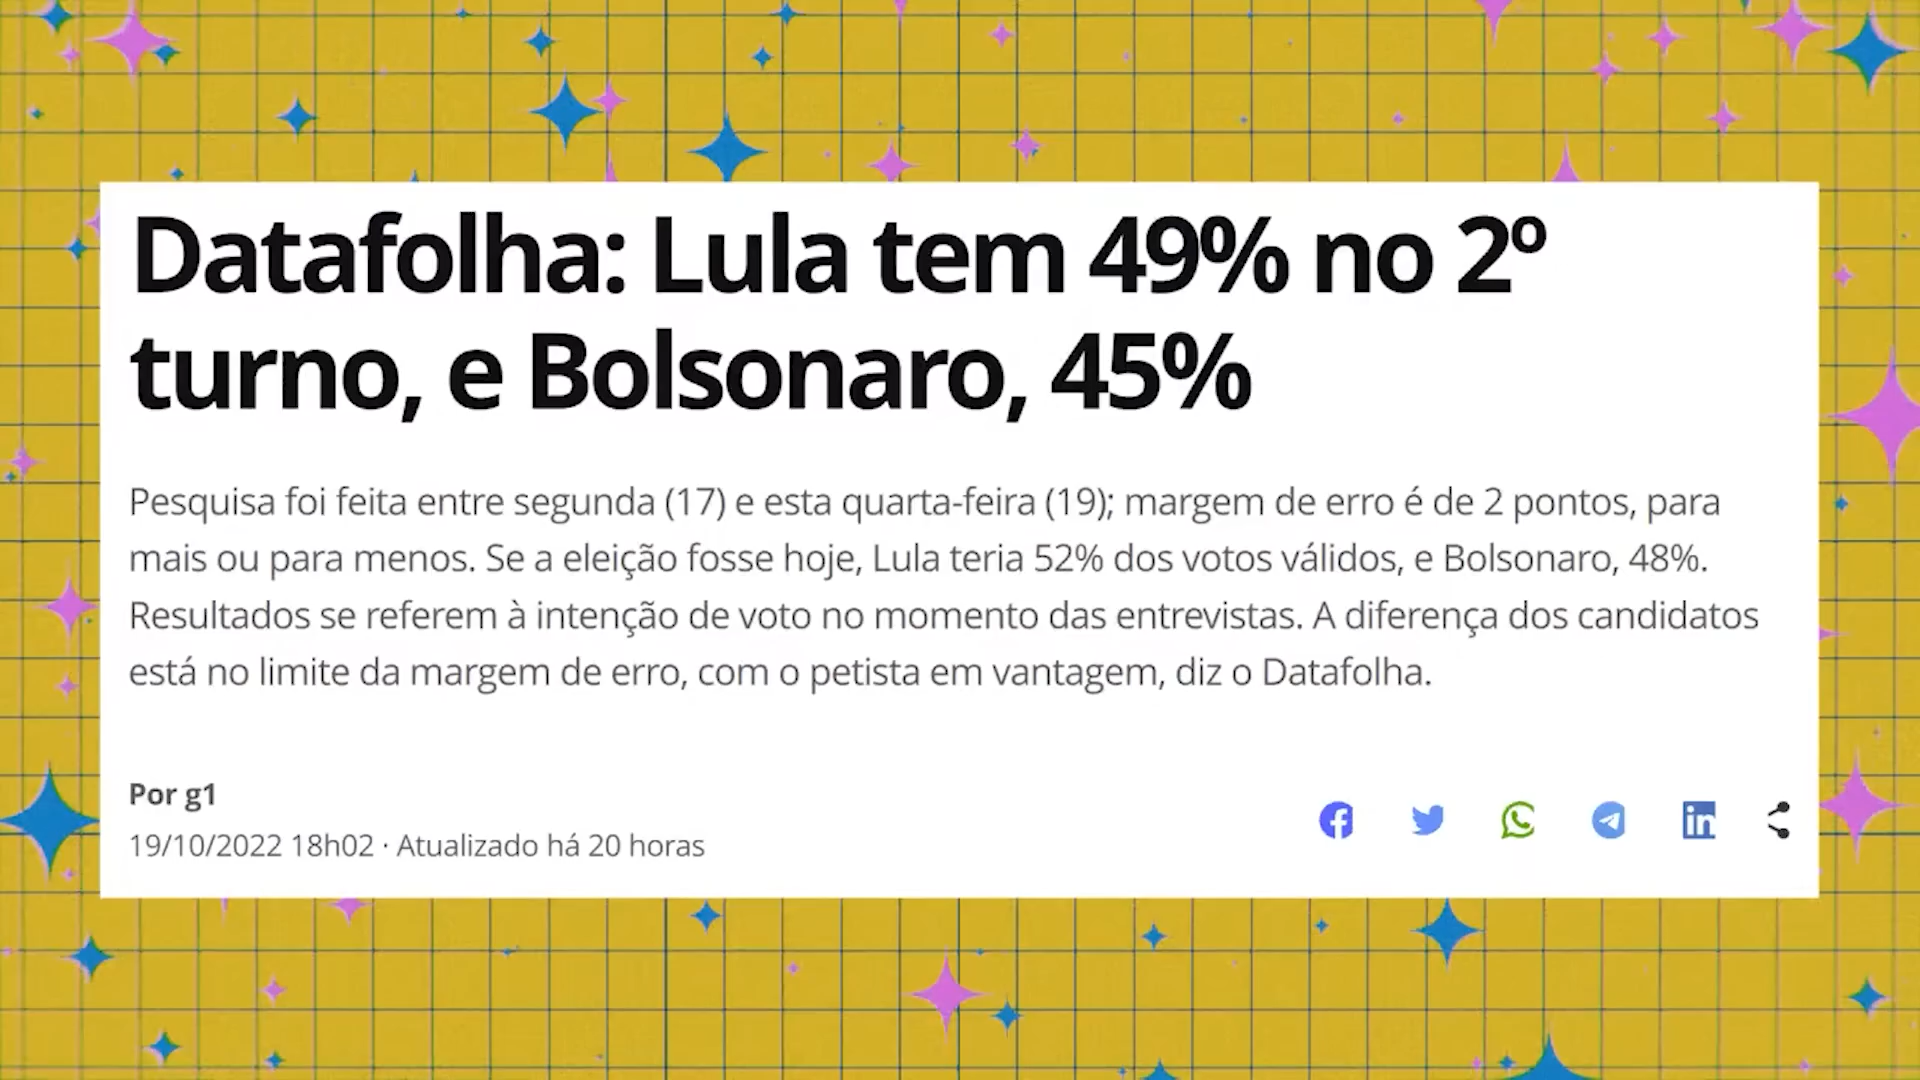 Datafolha: Lula tem 49% no 2º
turno, e Bolsonaro, 45%
Pesquisa foi feita entre segunda (17) e esta quarta-feira (19); margem de erro é de 2 pontos, para
mais ou para menos. Se a eleição fosse hoje, Lula teria 52% dos votos válidos, e Bolsonaro, 48%.
Resultados se referem à intenção de voto no momento das entrevistas. A diferença dos candidatos
está no limite da margem de erro, com o petista em vantagem, diz o Datafolha.
Por g1
19/10/2022 18h02 · Atualizado há 20 horas